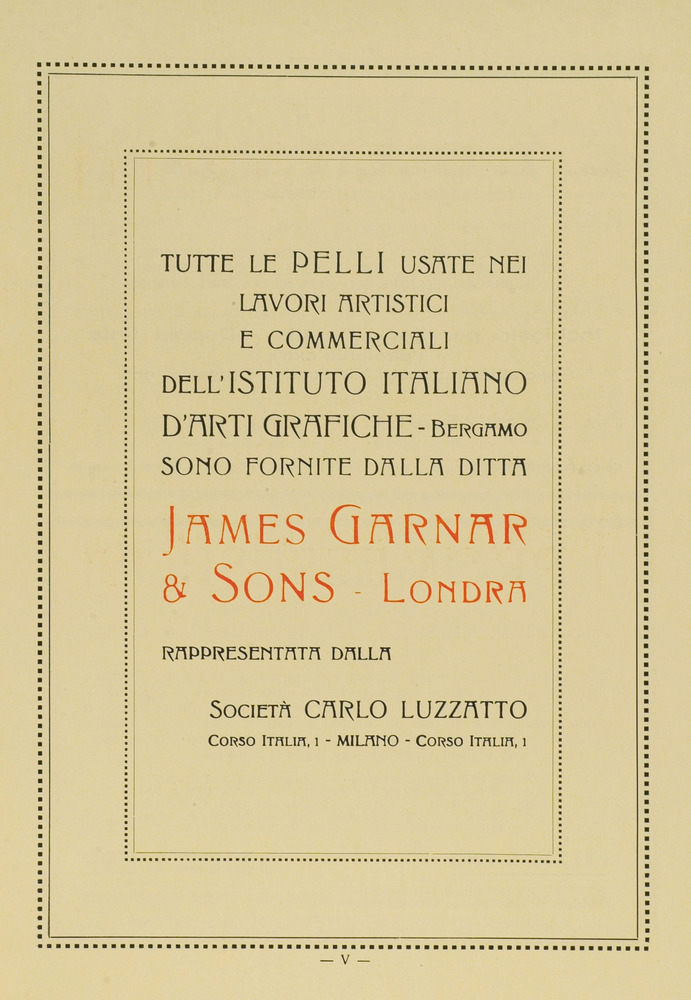 TUTTE LE PELLI USATE NEI
LAVORI ARTISTICI
E COMMERCIALI
DELL'ISTITUTO ITALIANO
D'ARTI GRAFICHE - BERGAMO
SONO FORNITE DALLA DITTA
JAMES GARNAR
& SONS - LONDRA
RAPPRESENTATA DALLA
SOCIETÀ CARLO LUZZATTO
CORSO ITALIA, 1 - MILANO - CORSO ITALIA, 1
— V —